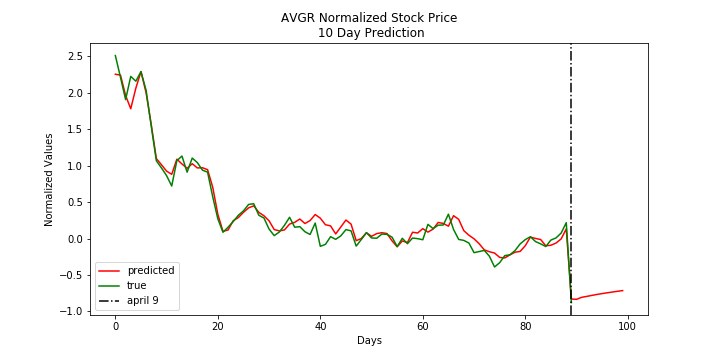 AVGR Normalized Stock Price
10 Day Prediction
Normalized Values
2.5
2.0
1.5
1.0
0.5
0.0
−0.5
−1.0
predicted
true
april 9
0
20
40
60
80
100
Days